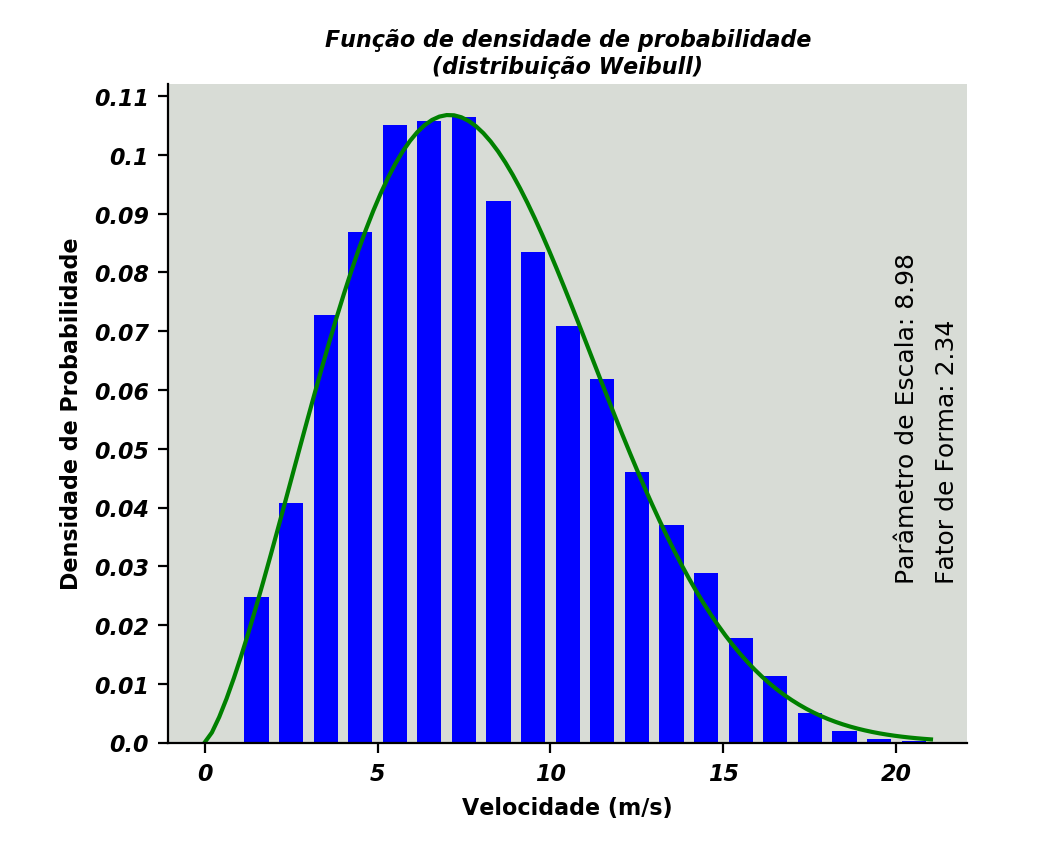 Função de densidade de probabilidade
(distribuição Weibull)
Densidade de Probabilidade
0.11
0.1
0.09
0.08
0.07
0.06
0.05
0.04
0.03
0.02
0.01
0.0
Parâmetro de Escala: 8.98
Fator de Forma: 2.34
0
5
10
15
20
Velocidade (m/s)